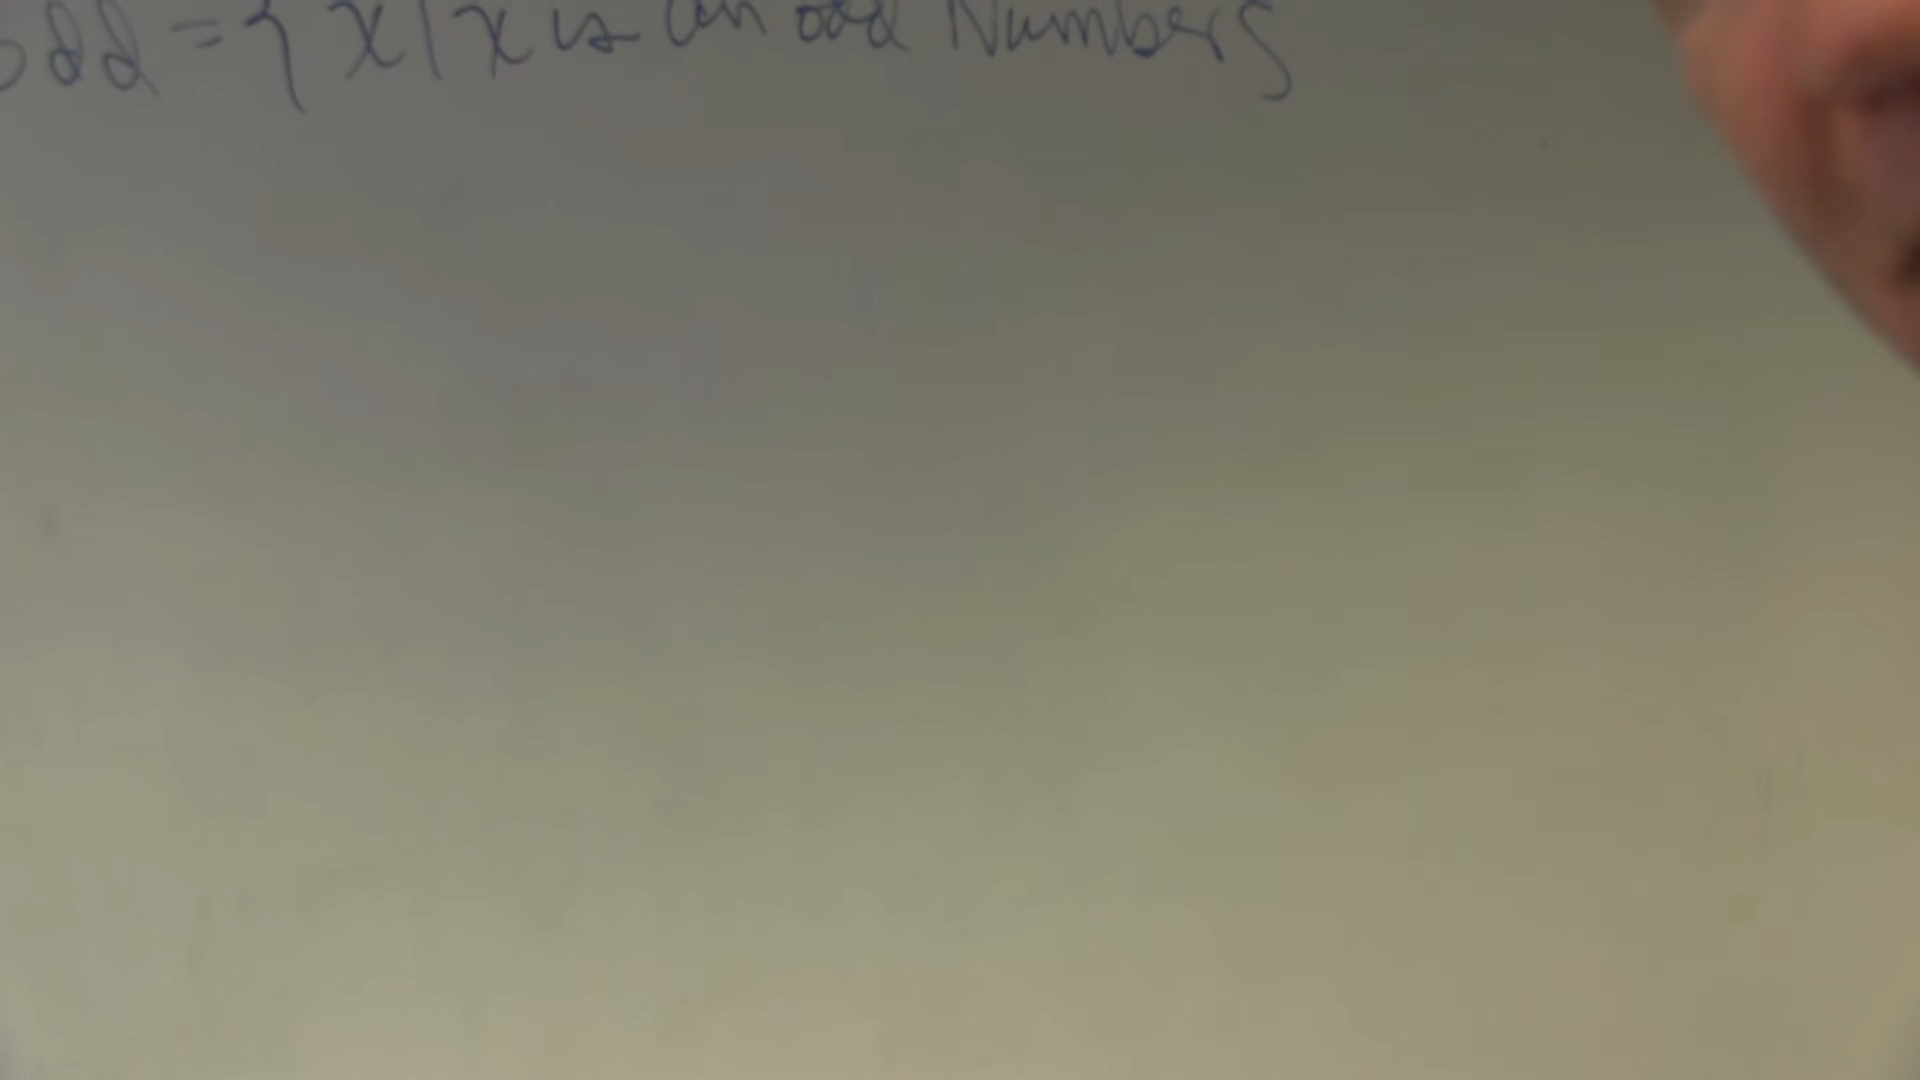 odd = { x | x is an odd Numbers }